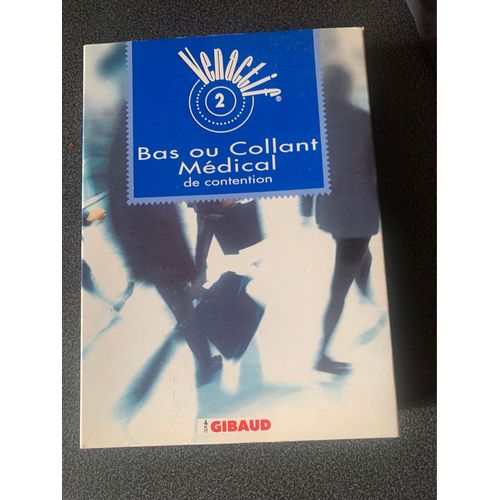 Venactif®
2
Bas ou Collant
Médical
de contention
GIBAUD